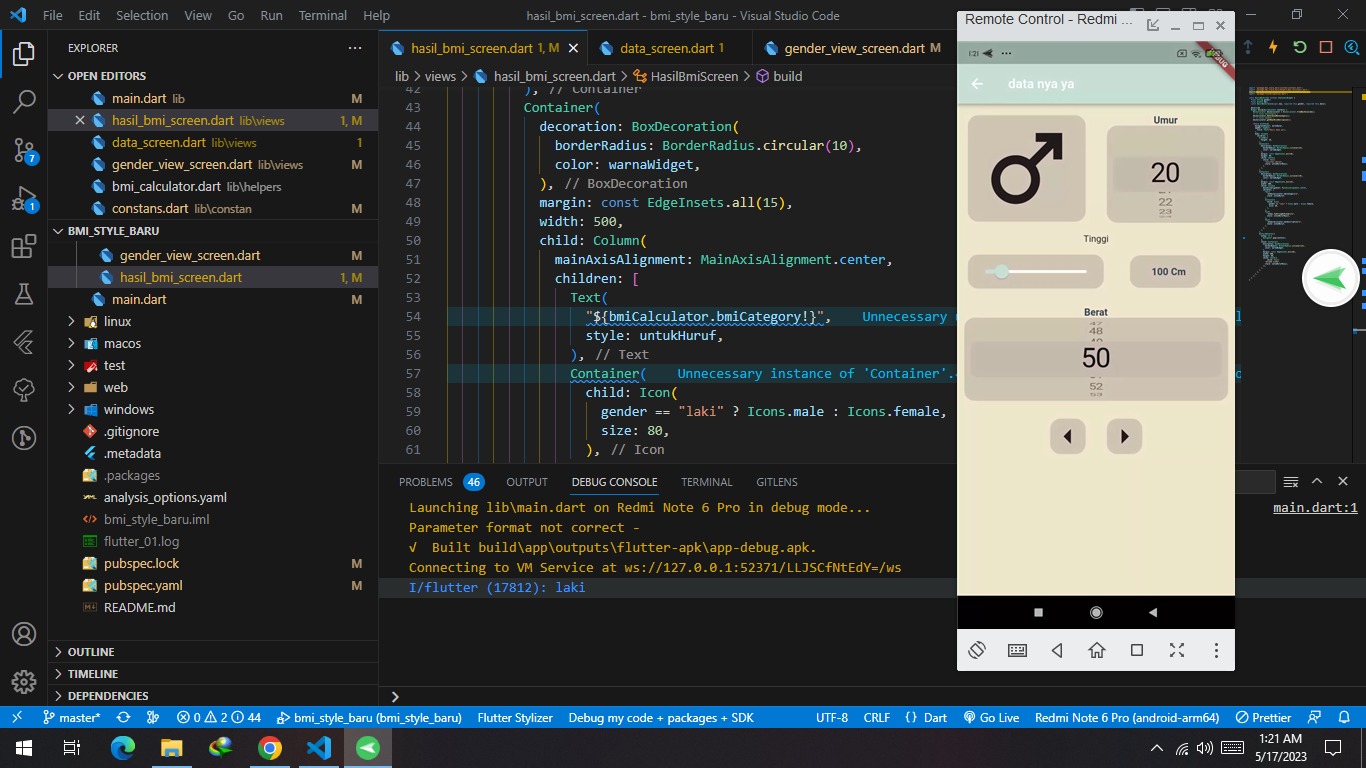 File Edit Selection View Go Run Terminal Help
hasil_bmi_screen.dart - bmi_style_baru - Visual Studio Code
EXPLORER
OPEN EDITORS
main.dart lib M
hasil_bmi_screen.dart lib\views 1, M
data_screen.dart lib\views 1
gender_view_screen.dart lib\views M
bmi_calculator.dart lib\helpers
constans.dart lib\constan M
BMI_STYLE_BARU
gender_view_screen.dart M
hasil_bmi_screen.dart 1, M
main.dart M
linux
macos
test
web
windows
.gitignore
.metadata
.packages
analysis_options.yaml
bmi_style_baru.iml
flutter_01.log
pubspec.lock M
pubspec.yaml M
README.md
OUTLINE
TIMELINE
DEPENDENCIES
7
1
hasil_bmi_screen.dart 1, M
data_screen.dart 1
gender_view_screen.dart M
lib > views > hasil_bmi_screen.dart > HasilBmiScreen > build
42 ), // Container
43 Container(
44 decoration: BoxDecoration(
45 borderRadius: BorderRadius.circular(10),
46 color: warnaWidget,
47 ), // BoxDecoration
48 margin: const EdgeInsets.all(15),
49 width: 500,
50 child: Column(
51 mainAxisAlignment: MainAxisAlignment.center,
52 children: [
53 Text(
54 "${bmiCalculator.bmiCategory!}", Unnecessary
55 style: untukHuruf,
56 ), // Text
57 Container( Unnecessary instance of 'Container'.
58 child: Icon(
59 gender == "laki" ? Icons.male : Icons.female,
60 size: 80,
61 ), // Icon
PROBLEMS 46 OUTPUT DEBUG CONSOLE TERMINAL GITLENS
Launching lib\main.dart on Redmi Note 6 Pro in debug mode...
main.dart:1
Parameter format not correct -
√ Built build\app\outputs\flutter-apk\app-debug.apk.
Connecting to VM Service at ws://127.0.0.1:52371/LLJSCfNtEdY=/ws
I/flutter (17812): laki
Remote Control - Redmi ...
1:21
data nya ya
Umur
20
22
23
Tinggi
100 Cm
Berat
47
48
50
52
53
master* 0 2 44 bmi_style_baru (bmi_style_baru) Flutter Stylizer Debug my code + packages + SDK UTF-8 CRLF {} Dart Go Live Redmi Note 6 Pro (android-arm64) Prettier
1:21 AM
5/17/2023